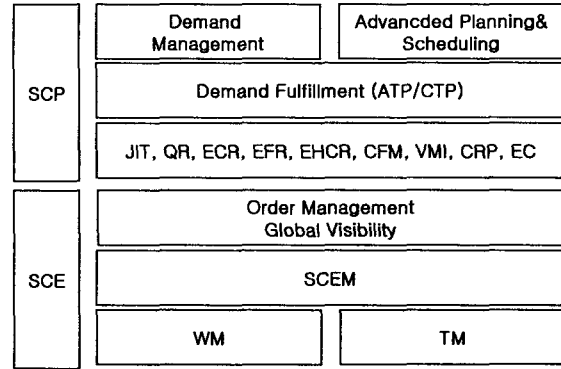 SCP
Demand
Management
Advancded Planning&
Scheduling
Demand Fulfillment (ATP/CTP)
JIT, QR, ECR, EFR, EHCR, CFM, VMI, CRP, EC
SCE
Order Management
Global Visibility
SCEM
WM
TM